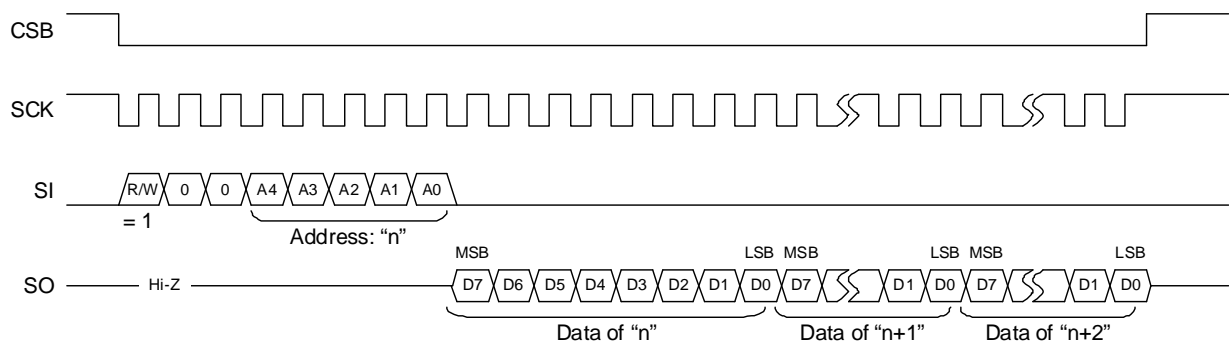 CSB
SCK
SI R/W 0 0 A4 A3 A2 A1 A0
= 1
Address: “n”
MSB LSB MSB LSB MSB LSB
SO Hi-Z D7 D6 D5 D4 D3 D2 D1 D0 D7 D1 D0 D7 D1 D0
Data of “n” Data of “n+1” Data of “n+2”